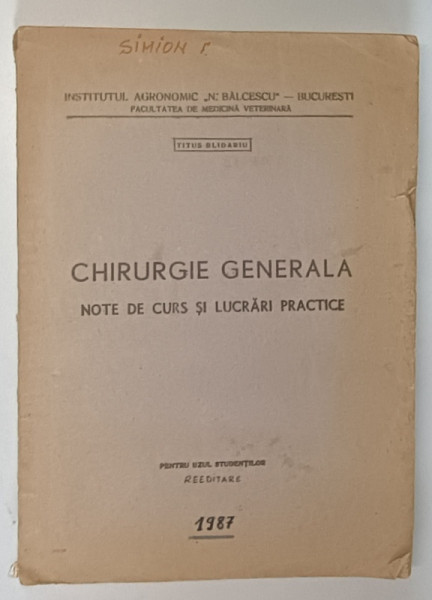 SIMION F.
INSTITUTUL AGRONOMIC „N. BĂLCESCU" — BUCUREȘTI
FACULTATEA DE MEDICINĂ VETERINARĂ
TITUS BLIDARIU
CHIRURGIE GENERALA
NOTE DE CURS ȘI LUCRĂRI PRACTICE
PENTRU UZUL STUDENȚILOR
REEDITARE
1987